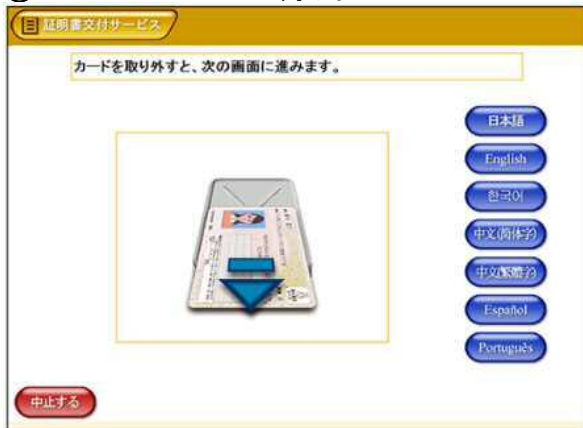 証明書交付サービス
カードを取り外すと、次の画面に進みます。
日本語
English
한국어
中文(简体字)
中文(繁體字)
Español
Português
中止する